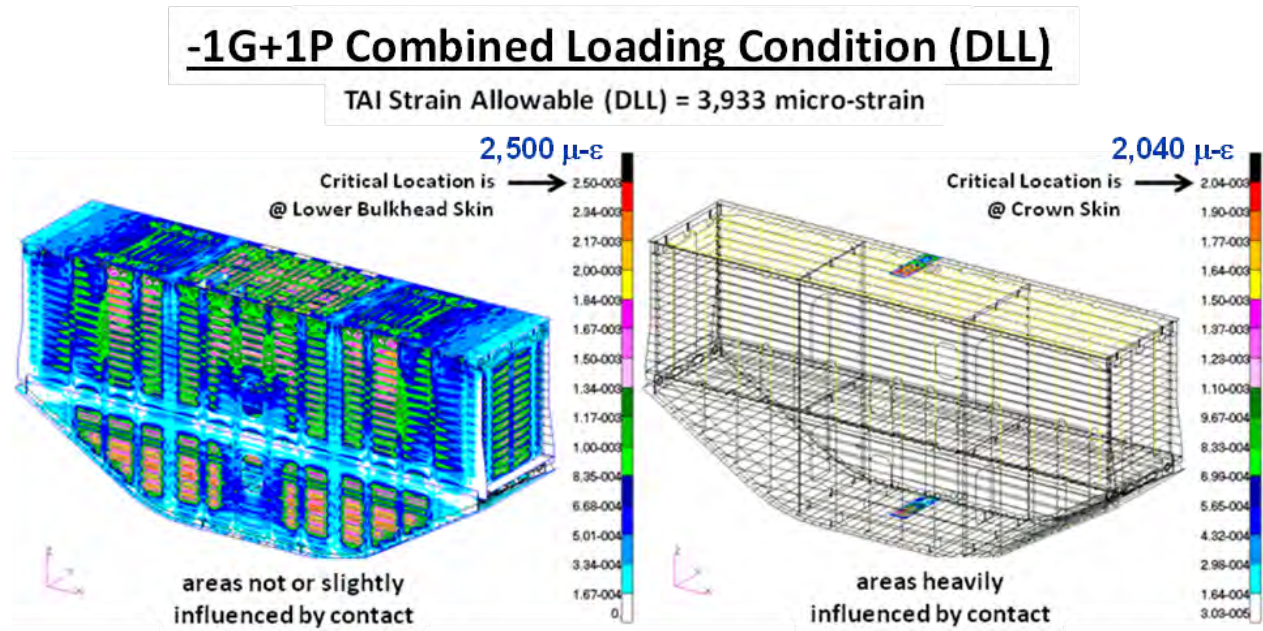 -1G+1P Combined Loading Condition (DLL)
TAI Strain Allowable (DLL) = 3,933 micro-strain
2,500 μ-ε
Critical Location is
@ Lower Bulkhead Skin
2.50-003
2.34-003
2.17-003
2.00-003
1.84-003
1.67-003
1.50-003
1.34-003
1.17-003
1.00-003
8.35-004
6.68-004
5.01-004
3.34-004
1.67-004
0.
areas not or slightly
influenced by contact
2,040 μ-ε
Critical Location is
@ Crown Skin
2.04-003
1.90-003
1.77-003
1.64-003
1.50-003
1.37-003
1.23-003
1.10-003
9.67-004
8.33-004
6.99-004
5.65-004
4.32-004
2.98-004
1.64-004
3.03-005
areas heavily
influenced by contact